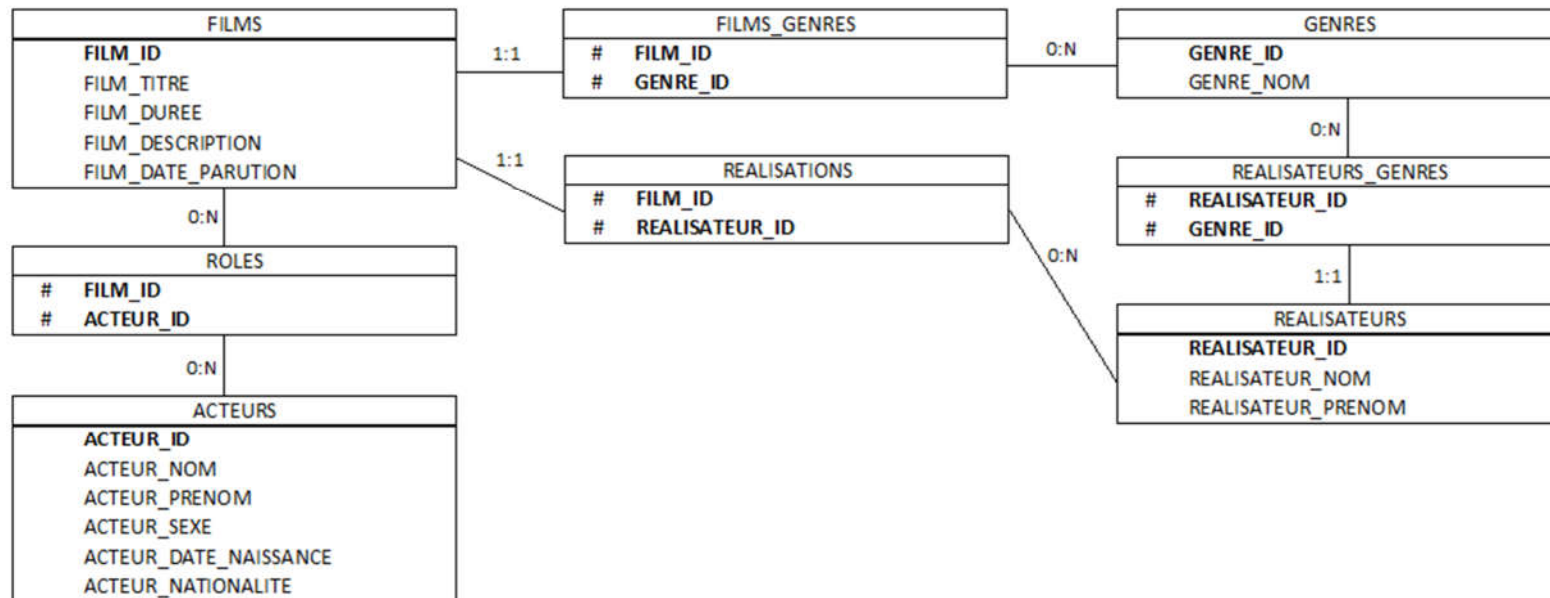 FILMS
FILM_ID
FILM_TITRE
FILM_DUREE
FILM_DESCRIPTION
FILM_DATE_PARUTION
1:1
FILMS_GENRES
# FILM_ID
# GENRE_ID
0:N
GENRES
GENRE_ID
GENRE_NOM
1:1
REALISATIONS
# FILM_ID
# REALISATEUR_ID
0:N
0:N
REALISATEURS_GENRES
# REALISATEUR_ID
# GENRE_ID
1:1
REALISATEURS
REALISATEUR_ID
REALISATEUR_NOM
REALISATEUR_PRENOM
0:N
ROLES
# FILM_ID
# ACTEUR_ID
0:N
ACTEURS
ACTEUR_ID
ACTEUR_NOM
ACTEUR_PRENOM
ACTEUR_SEXE
ACTEUR_DATE_NAISSANCE
ACTEUR_NATIONALITE